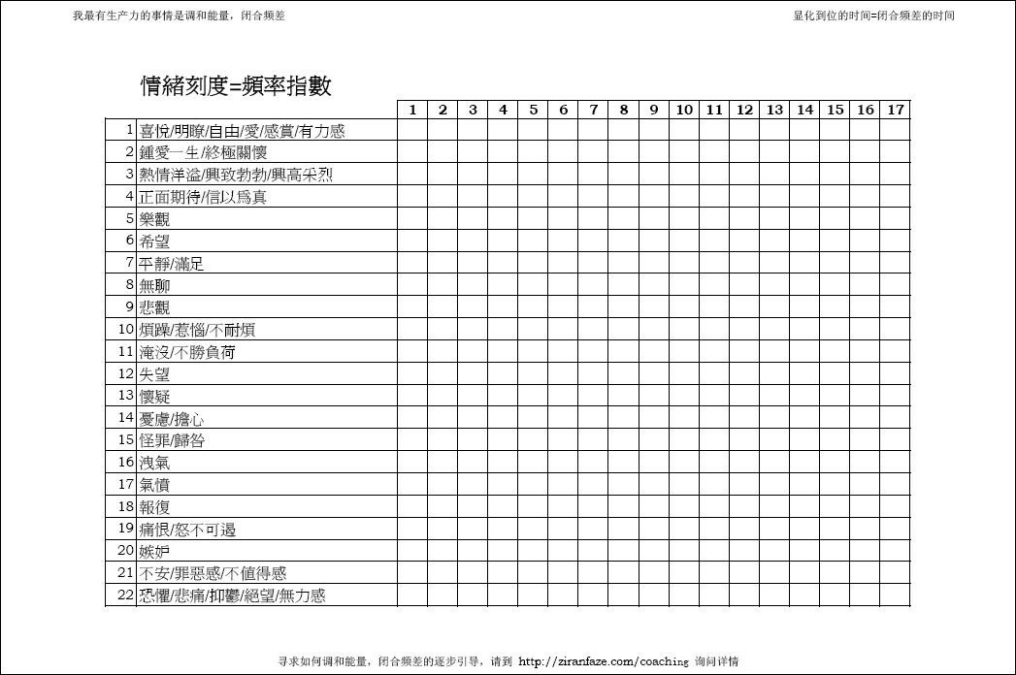 我最有生产力的事情是调和能量，闭合频差
显化到位的时间=闭合频差的时间
情緒刻度=頻率指數
1 2 3 4 5 6 7 8 9 10 11 12 13 14 15 16 17
1 喜悅/明瞭/自由/愛/感賞/有力感
2 鍾愛一生/終極關懷
3 熱情洋溢/興致勃勃/興高采烈
4 正面期待/信以爲真
5 樂觀
6 希望
7 平靜/滿足
8 無聊
9 悲觀
10 煩躁/惹惱/不耐煩
11 淹沒/不勝負荷
12 失望
13 懷疑
14 憂慮/擔心
15 怪罪/歸咎
16 洩氣
17 氣憤
18 報復
19 痛恨/怒不可遏
20 嫉妒
21 不安/罪惡感/不值得感
22 恐懼/悲痛/抑鬱/絕望/無力感
寻求如何调和能量，闭合频差的逐步引导，请到 http://ziranfaze.com/coaching 询问详情